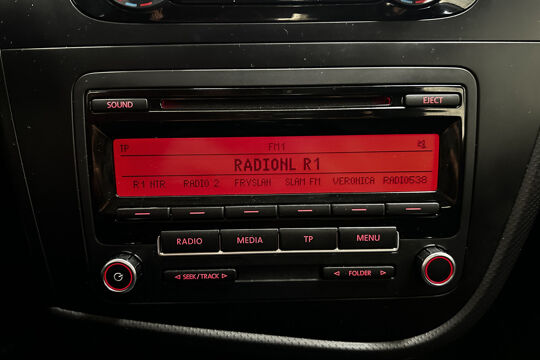 SOUND EJECT
TP FM1
RADIONL R1
R1 NTR RADIO 2 FRYSLAN SLAM FM VERONICA RADIO538
RADIO MEDIA TP MENU
SEEK/TRACK FOLDER